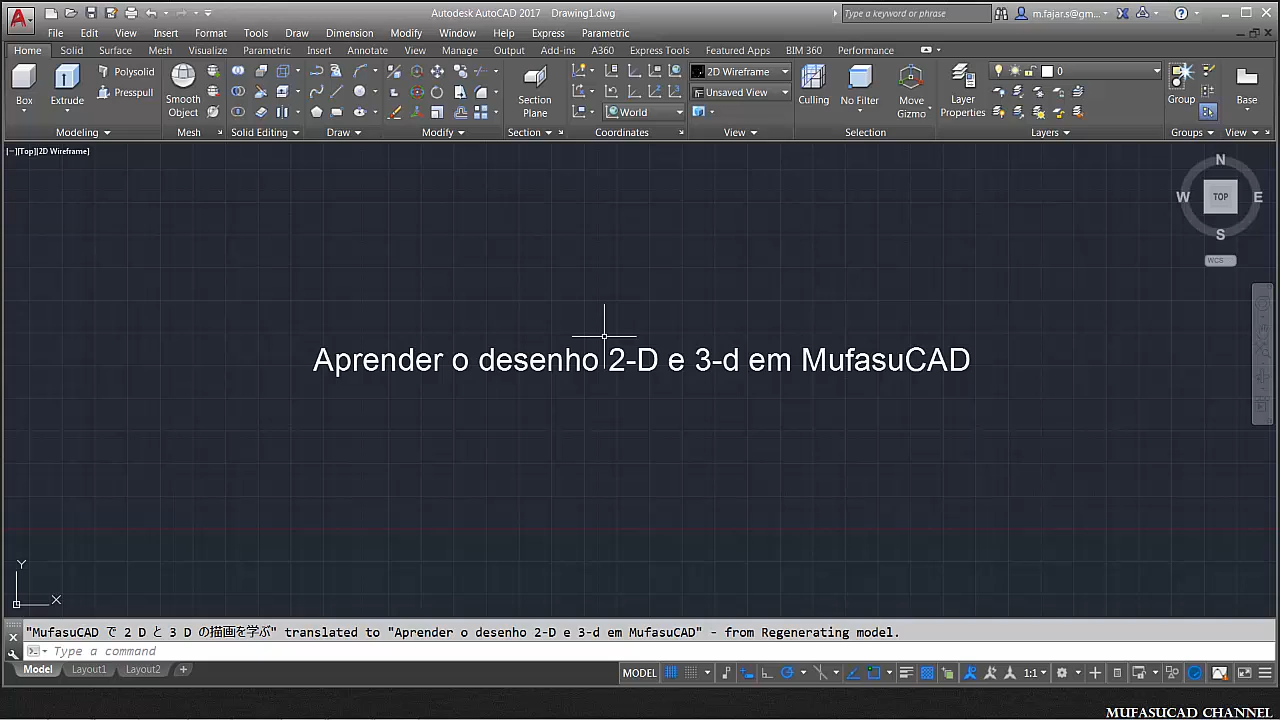 Autodesk AutoCAD 2017 Drawing1.dwg
Type a keyword or phrase
m.fajar.s@gm...
File Edit View Insert Format Tools Draw Dimension Modify Window Help Express Parametric
Home Solid Surface Mesh Visualize Parametric Insert Annotate View Manage Output Add-ins A360 Express Tools Featured Apps BIM 360 Performance
Box
Extrude
Polysolid
Presspull
Smooth Object
Section Plane
World
2D Wireframe
Unsaved View
Culling
No Filter
Move Gizmo
Layer Properties
0
Group
Base
Modeling Mesh Solid Editing Draw Modify Section Coordinates View Selection Layers Groups View
[−][Top][2D Wireframe]
N
W TOP E
S
WCS
Aprender o desenho 2-D e 3-d em MufasuCAD
Y
X
"MufasuCAD で 2 D と 3 D の描画を学ぶ" translated to "Aprender o desenho 2-D e 3-d em MufasuCAD" - from Regenerating model.
Type a command
Model Layout1 Layout2 +
MODEL 1:1
MUFASUCAD CHANNEL